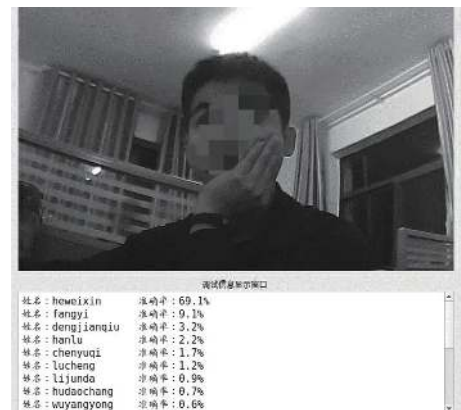 调试信息显示窗口
姓名：heweixin 准确率：69.1%
姓名：fangyi 准确率：9.1%
姓名：dengjianqiu 准确率：3.2%
姓名：hanlu 准确率：2.2%
姓名：chenyuqi 准确率：1.7%
姓名：lucheng 准确率：1.2%
姓名：lijunda 准确率：0.9%
姓名：hudaochang 准确率：0.7%
姓名：wuyangyong 准确率：0.6%